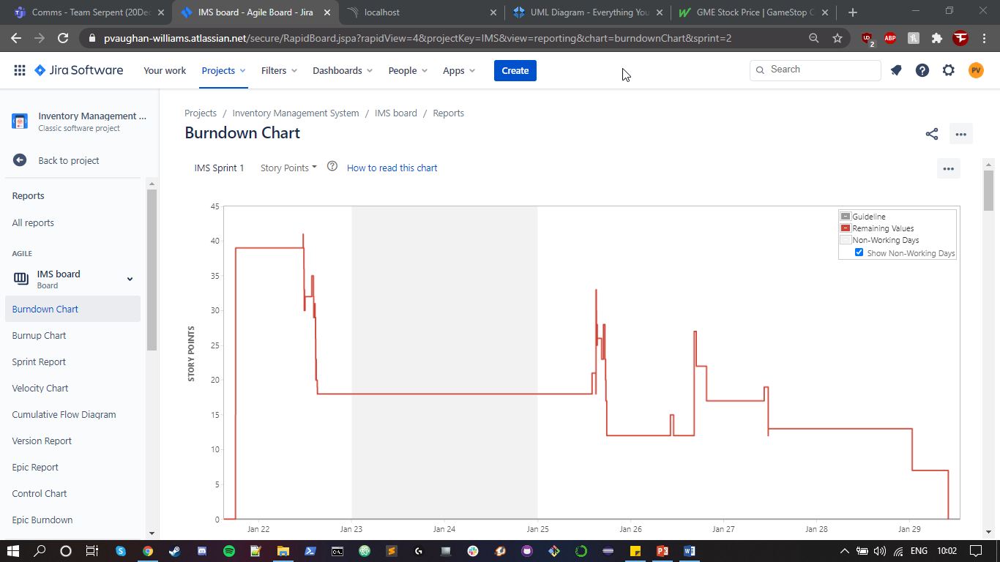 Comms - Team Serpent (20Dec
IMS board - Agile Board - Jira
localhost
UML Diagram - Everything You
GME Stock Price | GameStop C
pvaughan-williams.atlassian.net/secure/RapidBoard.jspa?rapidView=4&projectKey=IMS&view=reporting&chart=burndownChart&sprint=2
2
ABP
Jira Software
Your work
Projects
Filters
Dashboards
People
Apps
Create
Search
PV
Inventory Management ...
Classic software project
Back to project
Reports
All reports
AGILE
IMS board
Board
Burndown Chart
Burnup Chart
Sprint Report
Velocity Chart
Cumulative Flow Diagram
Version Report
Epic Report
Control Chart
Epic Burndown
Projects / Inventory Management System / IMS board / Reports
Burndown Chart
IMS Sprint 1
Story Points
How to read this chart
STORY POINTS
45
40
35
30
25
20
15
10
5
0
Guideline
Remaining Values
Non-Working Days
Show Non-Working Days
Jan 22
Jan 23
Jan 24
Jan 25
Jan 26
Jan 27
Jan 28
Jan 29
ENG
10:02